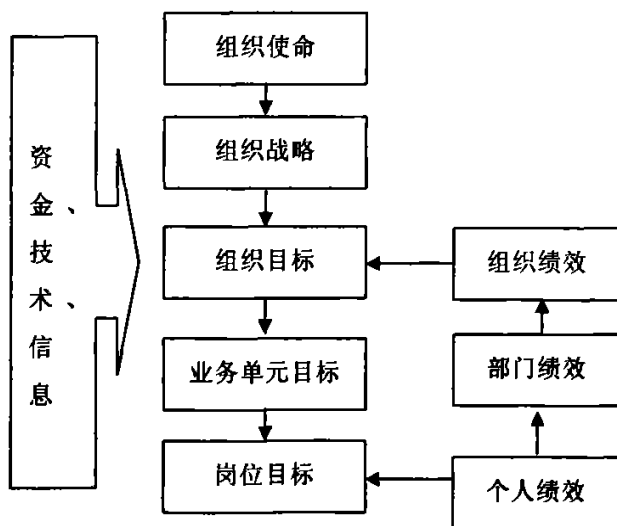 组织使命
组织战略
资金、技术、信息
组织目标
组织绩效
业务单元目标
部门绩效
岗位目标
个人绩效